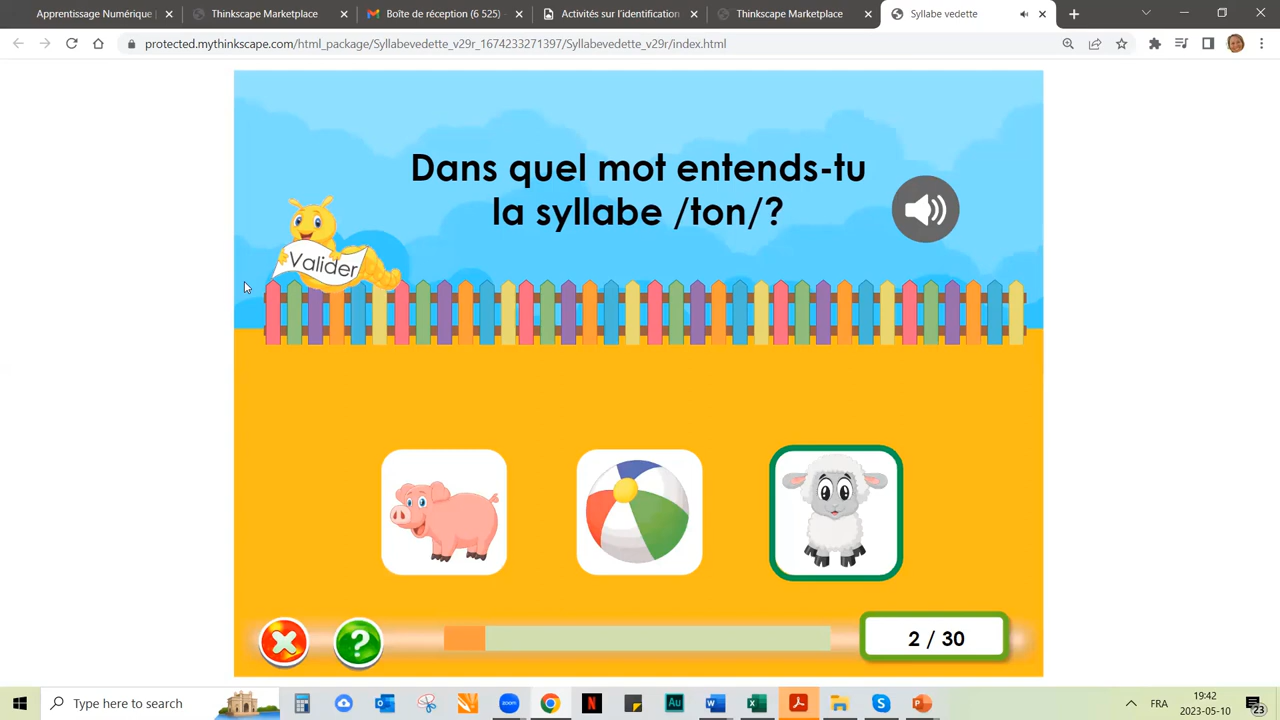 Apprentissage Numérique
Thinkscape Marketplace
Boîte de réception (6 525)
Activités sur l'identification
Thinkscape Marketplace
Syllabe vedette
protected.mythinkscape.com/html_package/Syllabevedette_v29r_1674233271397/Syllabevedette_v29r/index.html
Dans quel mot entends-tu
la syllabe /ton/?
Valider
?
2 / 30
Type here to search
FRA
19:42
2023-05-10
23